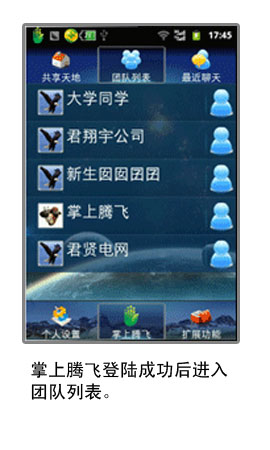 17:45
共享天地 团队列表 最近聊天
大学同学
君翔宇公司
新生囡囡团团
掌上腾飞
君贤电网
个人设置 掌上腾飞 扩展功能
掌上腾飞登陆成功后进入
团队列表。